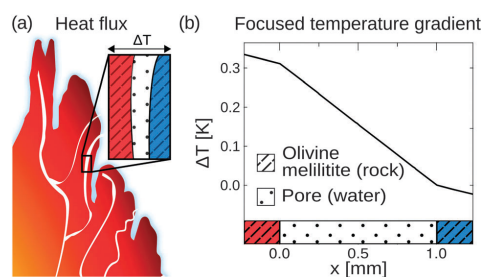 (a) Heat flux
ΔT
(b) Focused temperature gradient
ΔT [K]
0.3
0.2
0.1
0.0
Olivine
melilitite (rock)
Pore (water)
0.0 0.5 1.0
x [mm]